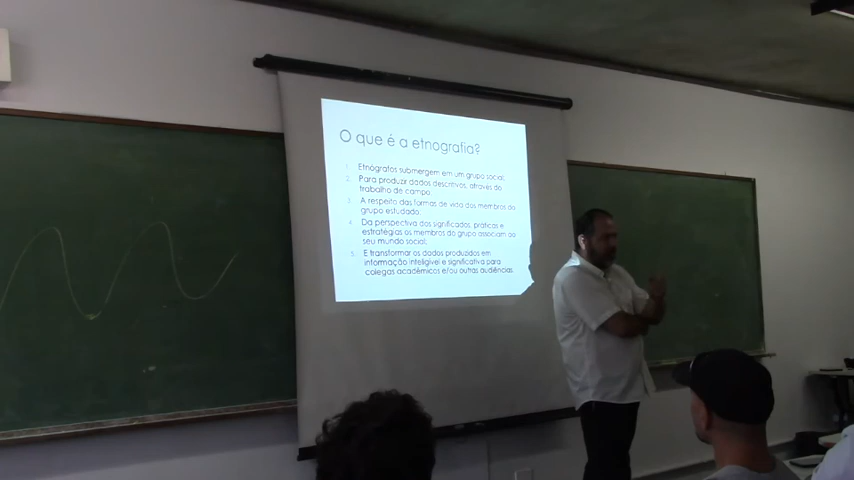 O que é a etnografia?
1. Etnógrafos submergem em um grupo social;
2. Para produzir dados descritivos, através do
trabalho de campo;
3. A respeito das formas de vida dos membros do
grupo estudado;
4. Da perspectiva dos significados, práticas e
estratégias os membros do grupo associam ao
seu mundo social;
5. E transformar os dados produzidos em
informação inteligível e significativa para
colegas acadêmicos e/ou outras audiências.